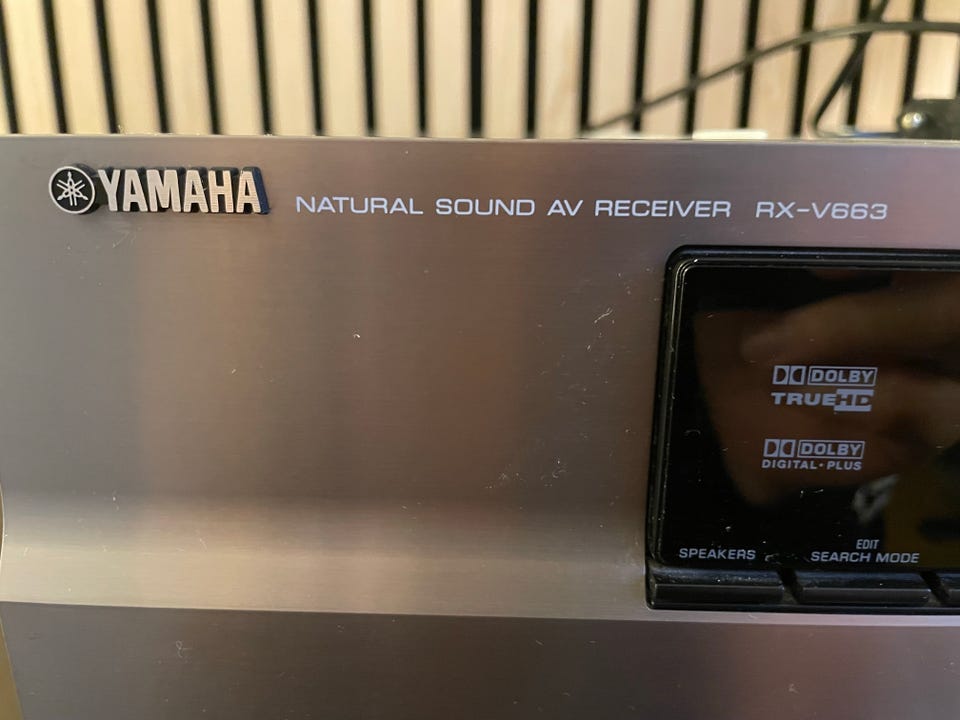 YAMAHA NATURAL SOUND AV RECEIVER RX-V663
DOLBY
TRUEHD
DOLBY
DIGITAL·PLUS
EDIT
SPEAKERS SEARCH MODE